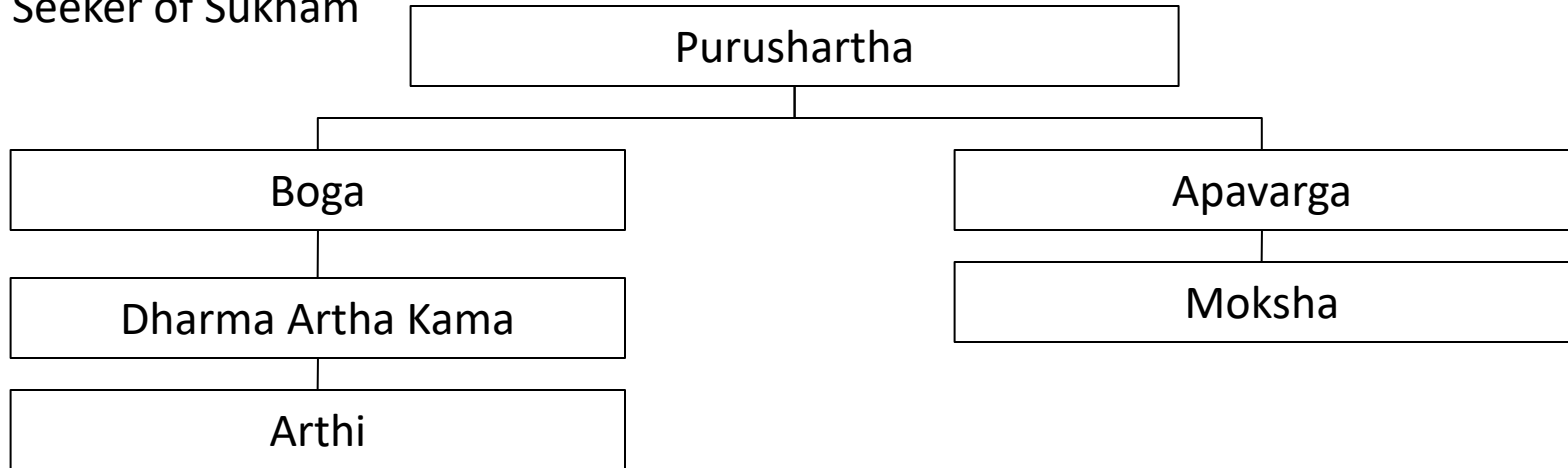 Seeker of Sukham
Purushartha
Boga
Apavarga
Dharma Artha Kama
Moksha
Arthi